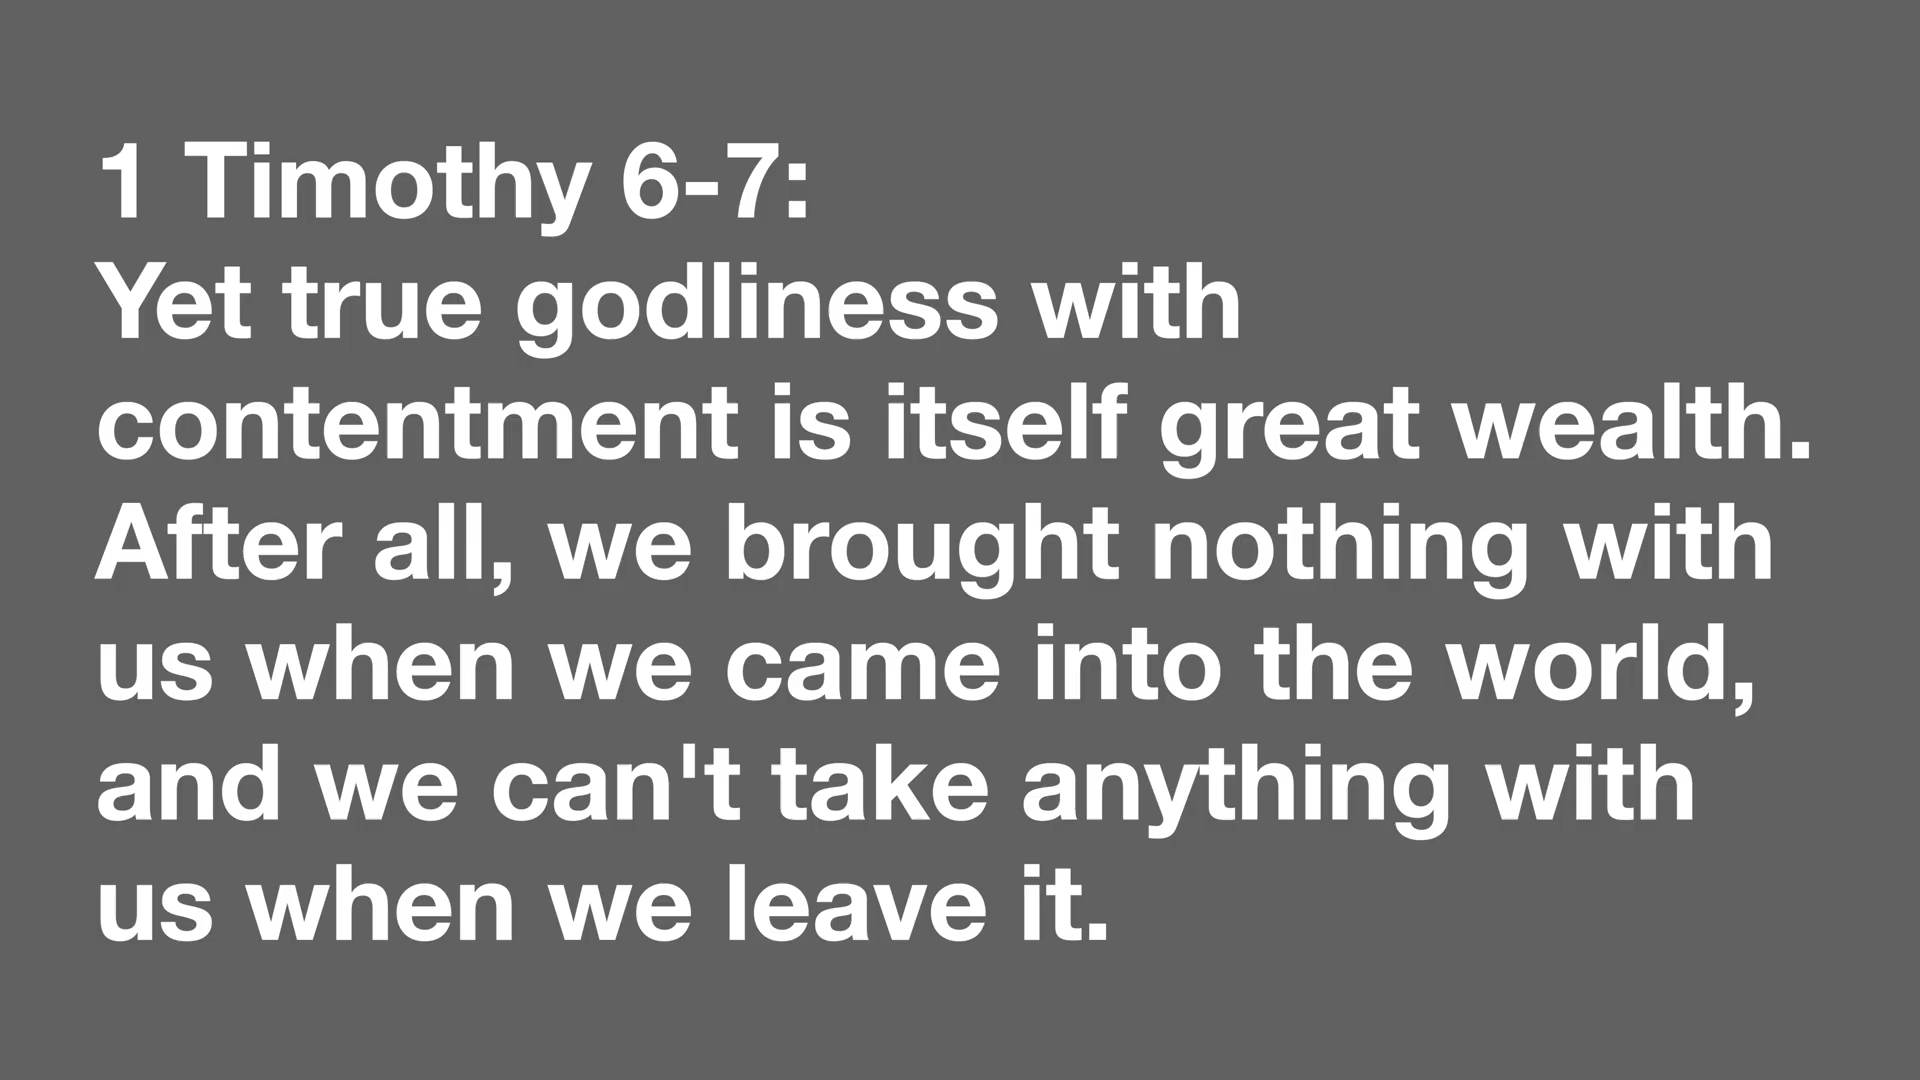 1 Timothy 6-7:
Yet true godliness with
contentment is itself great wealth.
After all, we brought nothing with
us when we came into the world,
and we can't take anything with
us when we leave it.